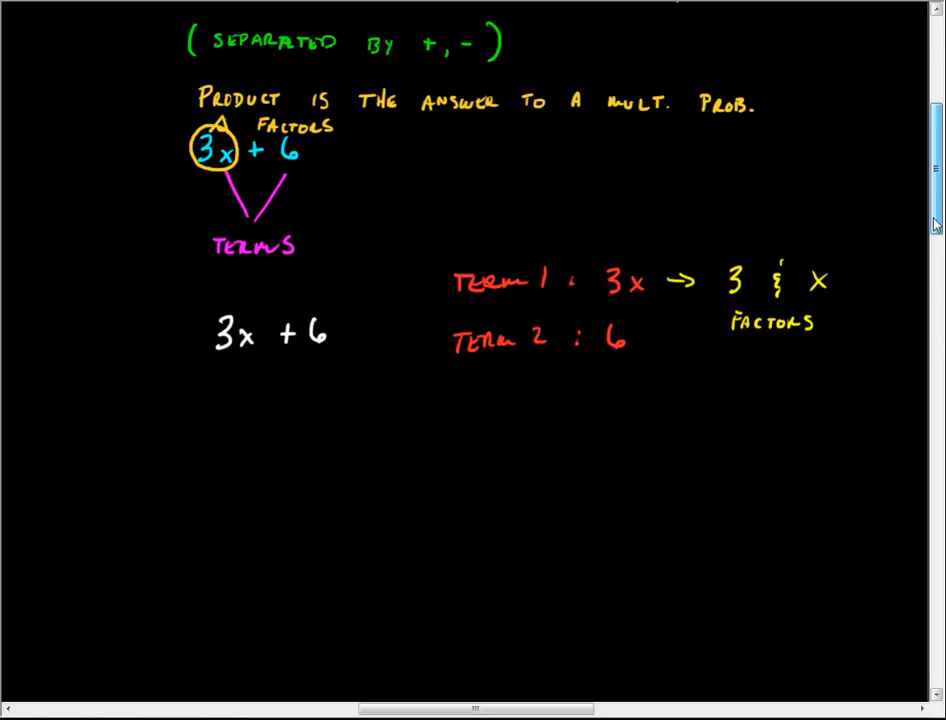 (SEPARATED BY +, -)
PRODUCT IS THE ANSWER TO A MULT. PROB.
FACTORS
3x + 6
TERMS
TERM 1 : 3x → 3 & x
FACTORS
3x + 6
TERM 2 : 6